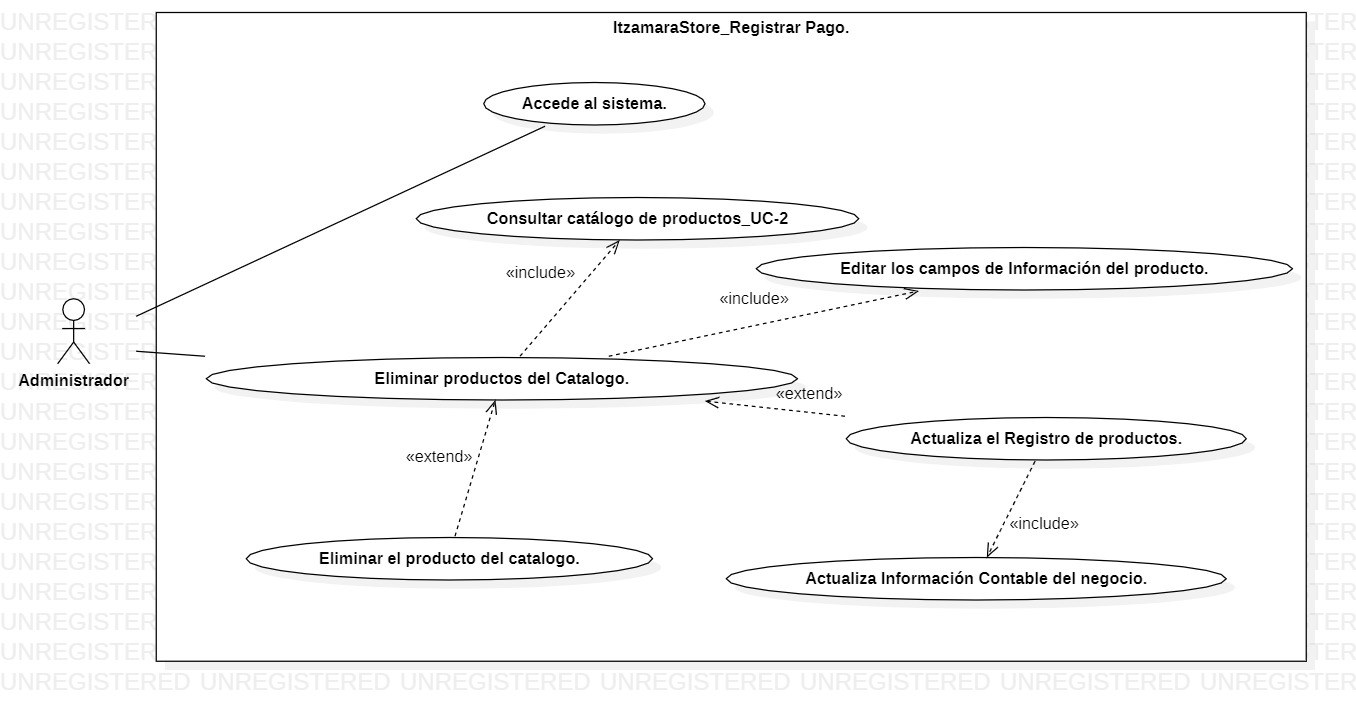 ItzamaraStore_Registrar Pago.
Accede al sistema.
Consultar catálogo de productos_UC-2
Editar los campos de Información del producto.
«include»
«include»
Administrador
Eliminar productos del Catalogo.
«extend»
Actualiza el Registro de productos.
«extend»
«include»
Eliminar el producto del catalogo.
Actualiza Información Contable del negocio.
UNREGISTERED UNREGISTERED UNREGISTERED UNREGISTERED UNREGISTERED UNREGISTERED UNREGISTERED